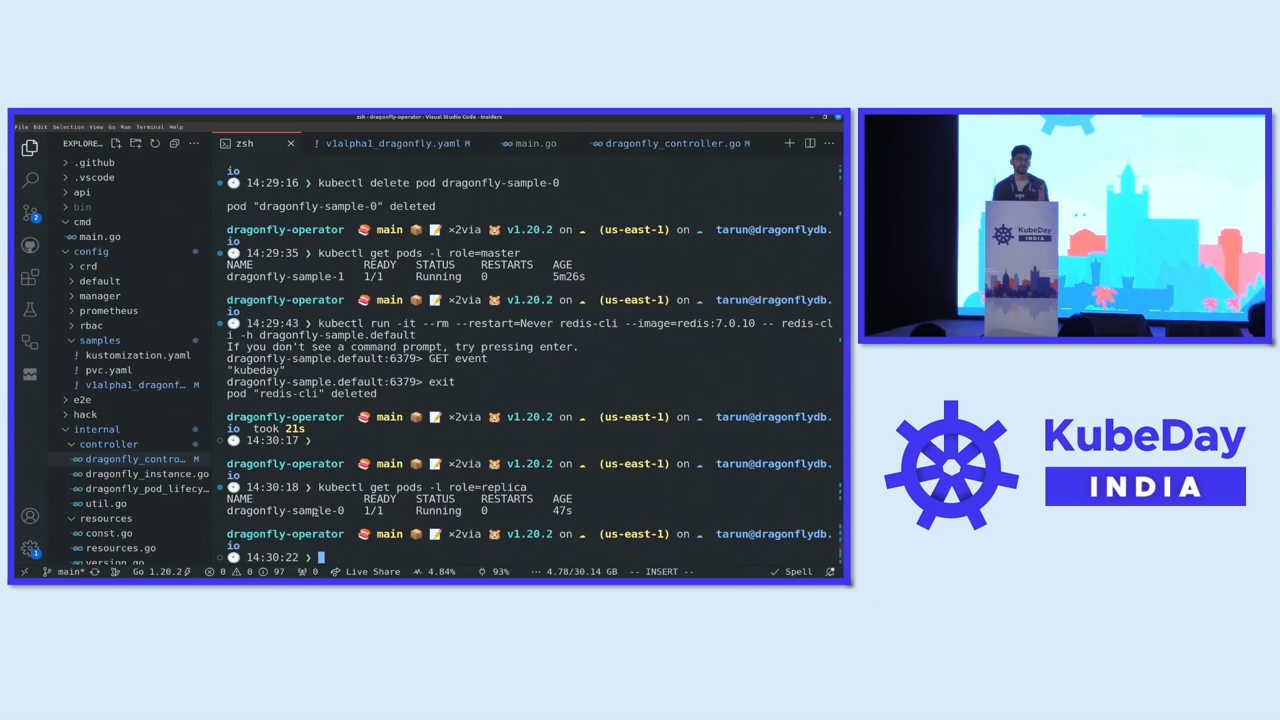 zsh - dragonfly-operator - Visual Studio Code - Insiders
File Edit Selection View Go Run Terminal Help
EXPLORE...
zsh
v1alpha1_dragonfly.yaml M
main.go
dragonfly_controller.go M
.github
.vscode
api
bin
cmd
main.go
config
crd
default
manager
prometheus
rbac
samples
kustomization.yaml
pvc.yaml
v1alpha1_dragonf... M
e2e
hack
internal
controller
dragonfly_contro... M
dragonfly_instance.go
dragonfly_pod_lifecy...
util.go
resources
const.go
resources.go
version.go
io
14:29:16 ❯ kubectl delete pod dragonfly-sample-0
pod "dragonfly-sample-0" deleted
dragonfly-operator main ×2via v1.20.2 on (us-east-1) on tarun@dragonflydb.
io
14:29:35 ❯ kubectl get pods -l role=master
NAME READY STATUS RESTARTS AGE
dragonfly-sample-1 1/1 Running 0 5m26s
dragonfly-operator main ×2via v1.20.2 on (us-east-1) on tarun@dragonflydb.
io
14:29:43 ❯ kubectl run -it --rm --restart=Never redis-cli --image=redis:7.0.10 -- redis-cl
i -h dragonfly-sample.default
If you don't see a command prompt, try pressing enter.
dragonfly-sample.default:6379> GET event
"kubeday"
dragonfly-sample.default:6379> exit
pod "redis-cli" deleted
dragonfly-operator main ×2via v1.20.2 on (us-east-1) on tarun@dragonflydb.
io took 21s
14:30:17 ❯
dragonfly-operator main ×2via v1.20.2 on (us-east-1) on tarun@dragonflydb.
io
14:30:18 ❯ kubectl get pods -l role=replica
NAME READY STATUS RESTARTS AGE
dragonfly-sample-0 1/1 Running 0 47s
dragonfly-operator main ×2via v1.20.2 on (us-east-1) on tarun@dragonflydb.
io
14:30:22 ❯
2
1
main* Go 1.20.2 0 0 97 0 Live Share 4.84% 93% 4.78/30.14 GB -- INSERT -- Spell
KubeDay
INDIA
KubeDay
INDIA